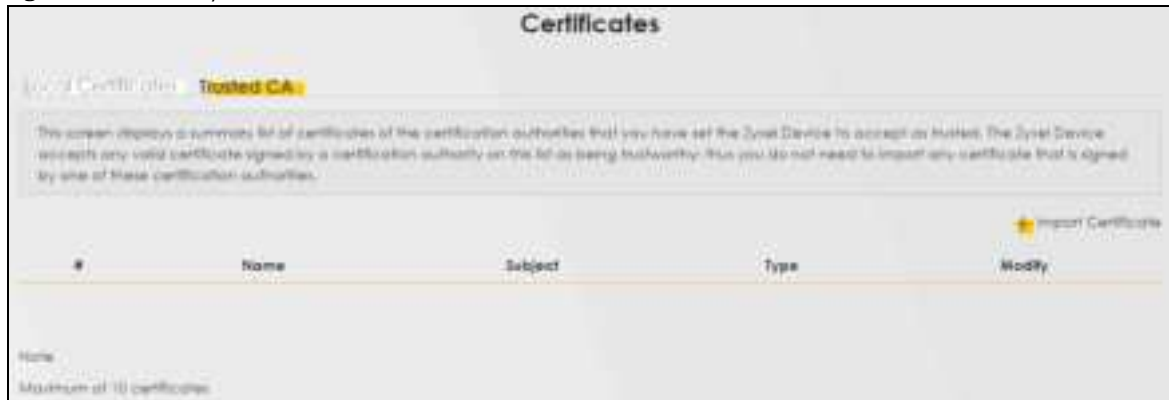 Certificates
Local Certificates Trusted CA
This screen displays a summary list of certificates of the certification authorities that you have set the Zyxel Device to accept as trusted. The Zyxel Device
accepts any valid certificate signed by a certification authority on this list as being trustworthy; thus you do not need to import any certificate that is signed
by one of these certification authorities.
+ Import Certificate
# Name Subject Type Modify
Note
Maximum of 10 certificates